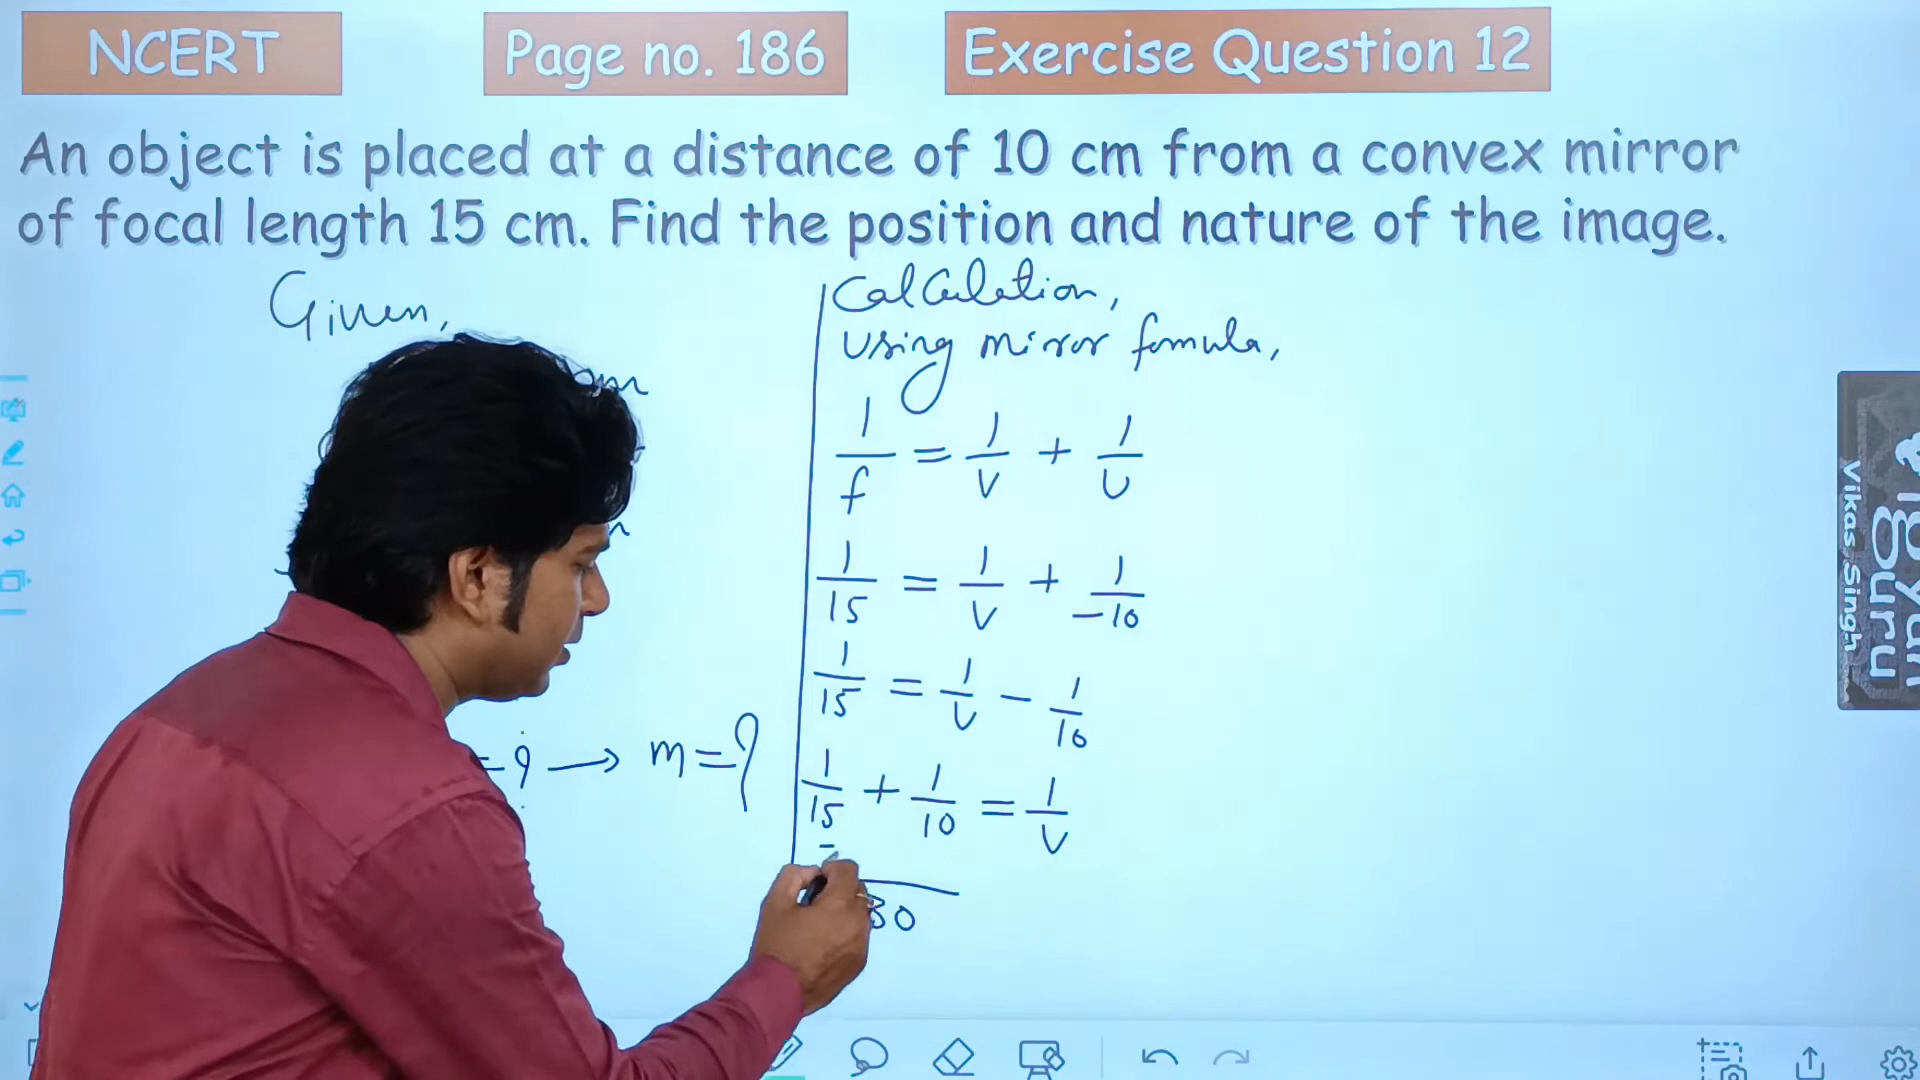 NCERT
Page no. 186
Exercise Question 12
An object is placed at a distance of 10 cm from a convex mirror
of focal length 15 cm. Find the position and nature of the image.
Given,
= ? → m = ?
Calculation,
using mirror formula,
1/f = 1/v + 1/u
1/15 = 1/v + 1/-10
1/15 = 1/v - 1/10
1/15 + 1/10 = 1/v
30
Vikas Singh
gyan
guru